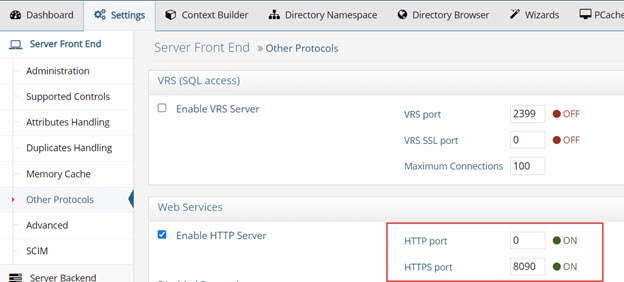 Dashboard Settings Context Builder Directory Namespace Directory Browser Wizards PCache
Server Front End
Administration
Supported Controls
Attributes Handling
Duplicates Handling
Memory Cache
Other Protocols
Advanced
SCIM
Server Backend
Server Front End » Other Protocols
VRS (SQL access)
Enable VRS Server
VRS port 2399 OFF
VRS SSL port 0 OFF
Maximum Connections 100
Web Services
Enable HTTP Server
HTTP port 0 ON
HTTPS port 8090 ON